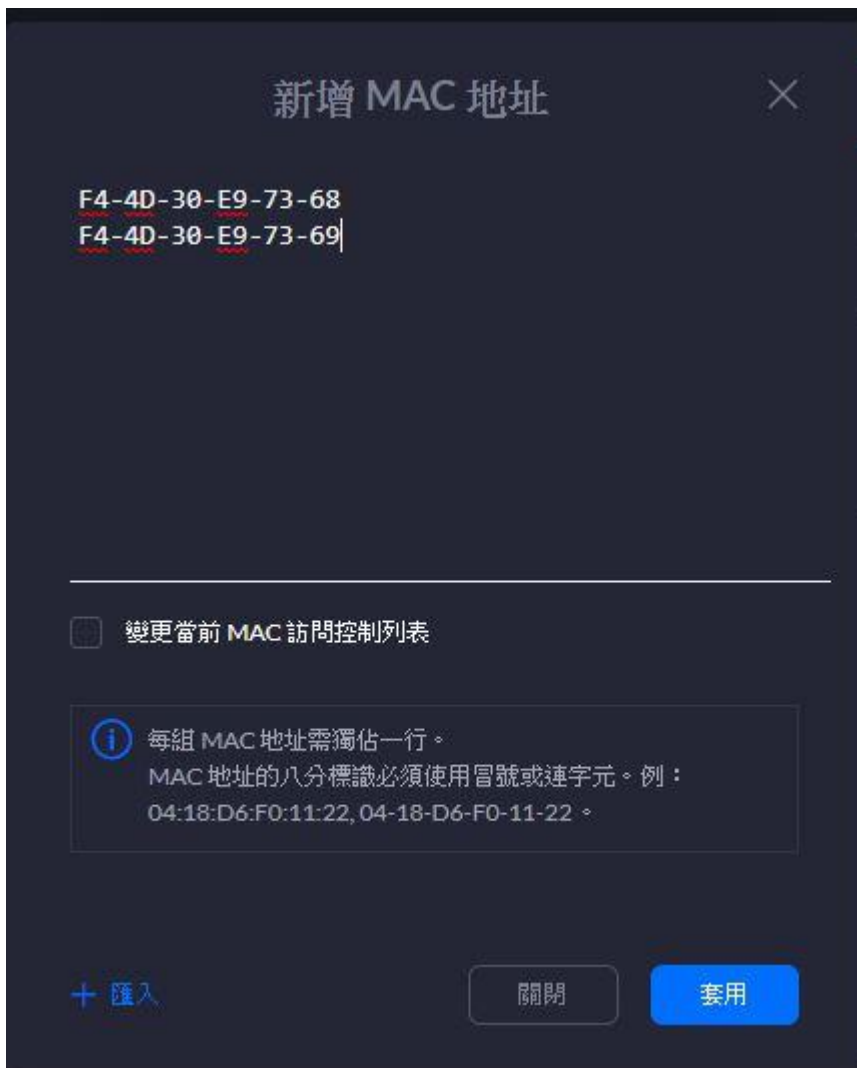 新增 MAC 地址
F4-4D-30-E9-73-68
F4-4D-30-E9-73-69
變更當前 MAC 訪問控制列表
每組 MAC 地址需獨佔一行。
MAC 地址的八分標識必須使用冒號或連字元。例：
04:18:D6:F0:11:22, 04-18-D6-F0-11-22。
匯入
關閉
套用